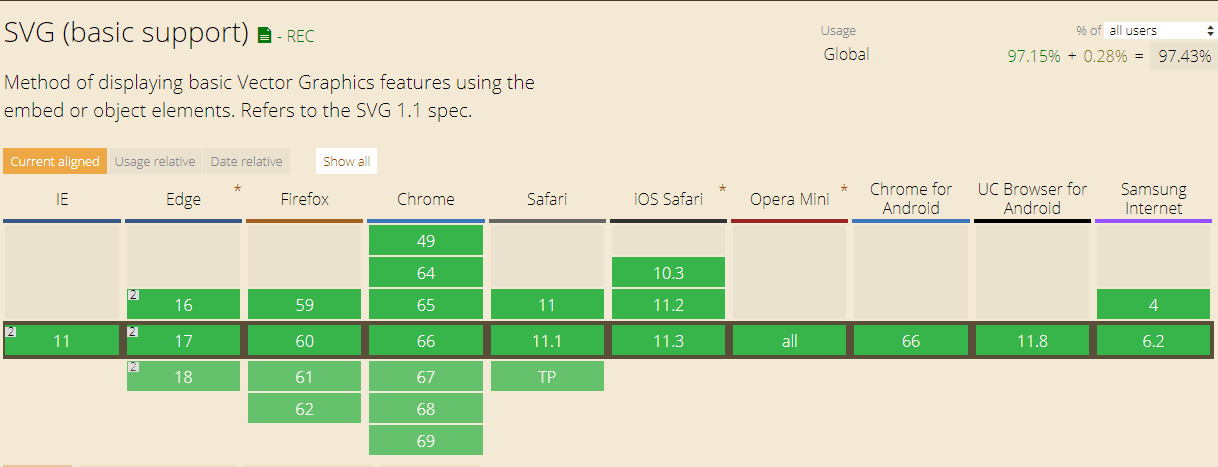 SVG (basic support) - REC
Usage % of all users
Global 97.15% + 0.28% = 97.43%
Method of displaying basic Vector Graphics features using the
embed or object elements. Refers to the SVG 1.1 spec.
Current aligned Usage relative Date relative Show all
IE Edge * Firefox Chrome Safari iOS Safari * Opera Mini * Chrome for Android UC Browser for Android Samsung Internet
49
64 10.3
2 16 59 65 11 11.2 4
2 11 2 17 60 66 11.1 11.3 all 66 11.8 6.2
2 18 61 67 TP
62 68
69